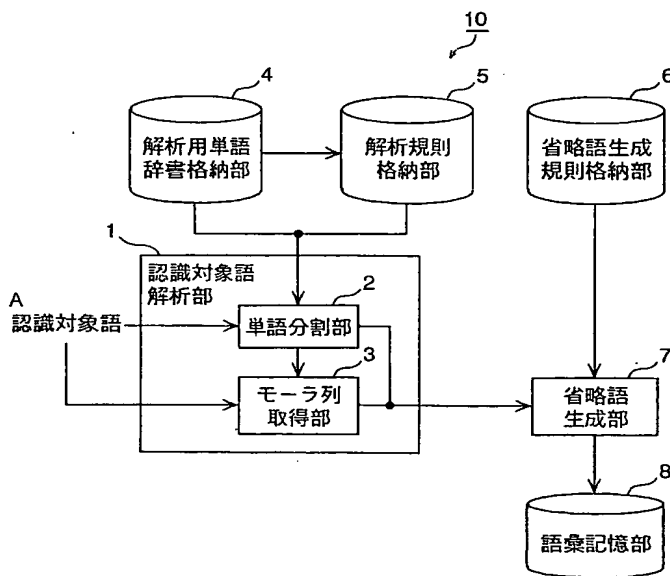 10
4
5
6
解析用単語
辞書格納部
解析規則
格納部
省略語生成
規則格納部
1
認識対象語
解析部
2
A
認識対象語
単語分割部
3
モーラ列
取得部
7
省略語
生成部
8
語彙記憶部